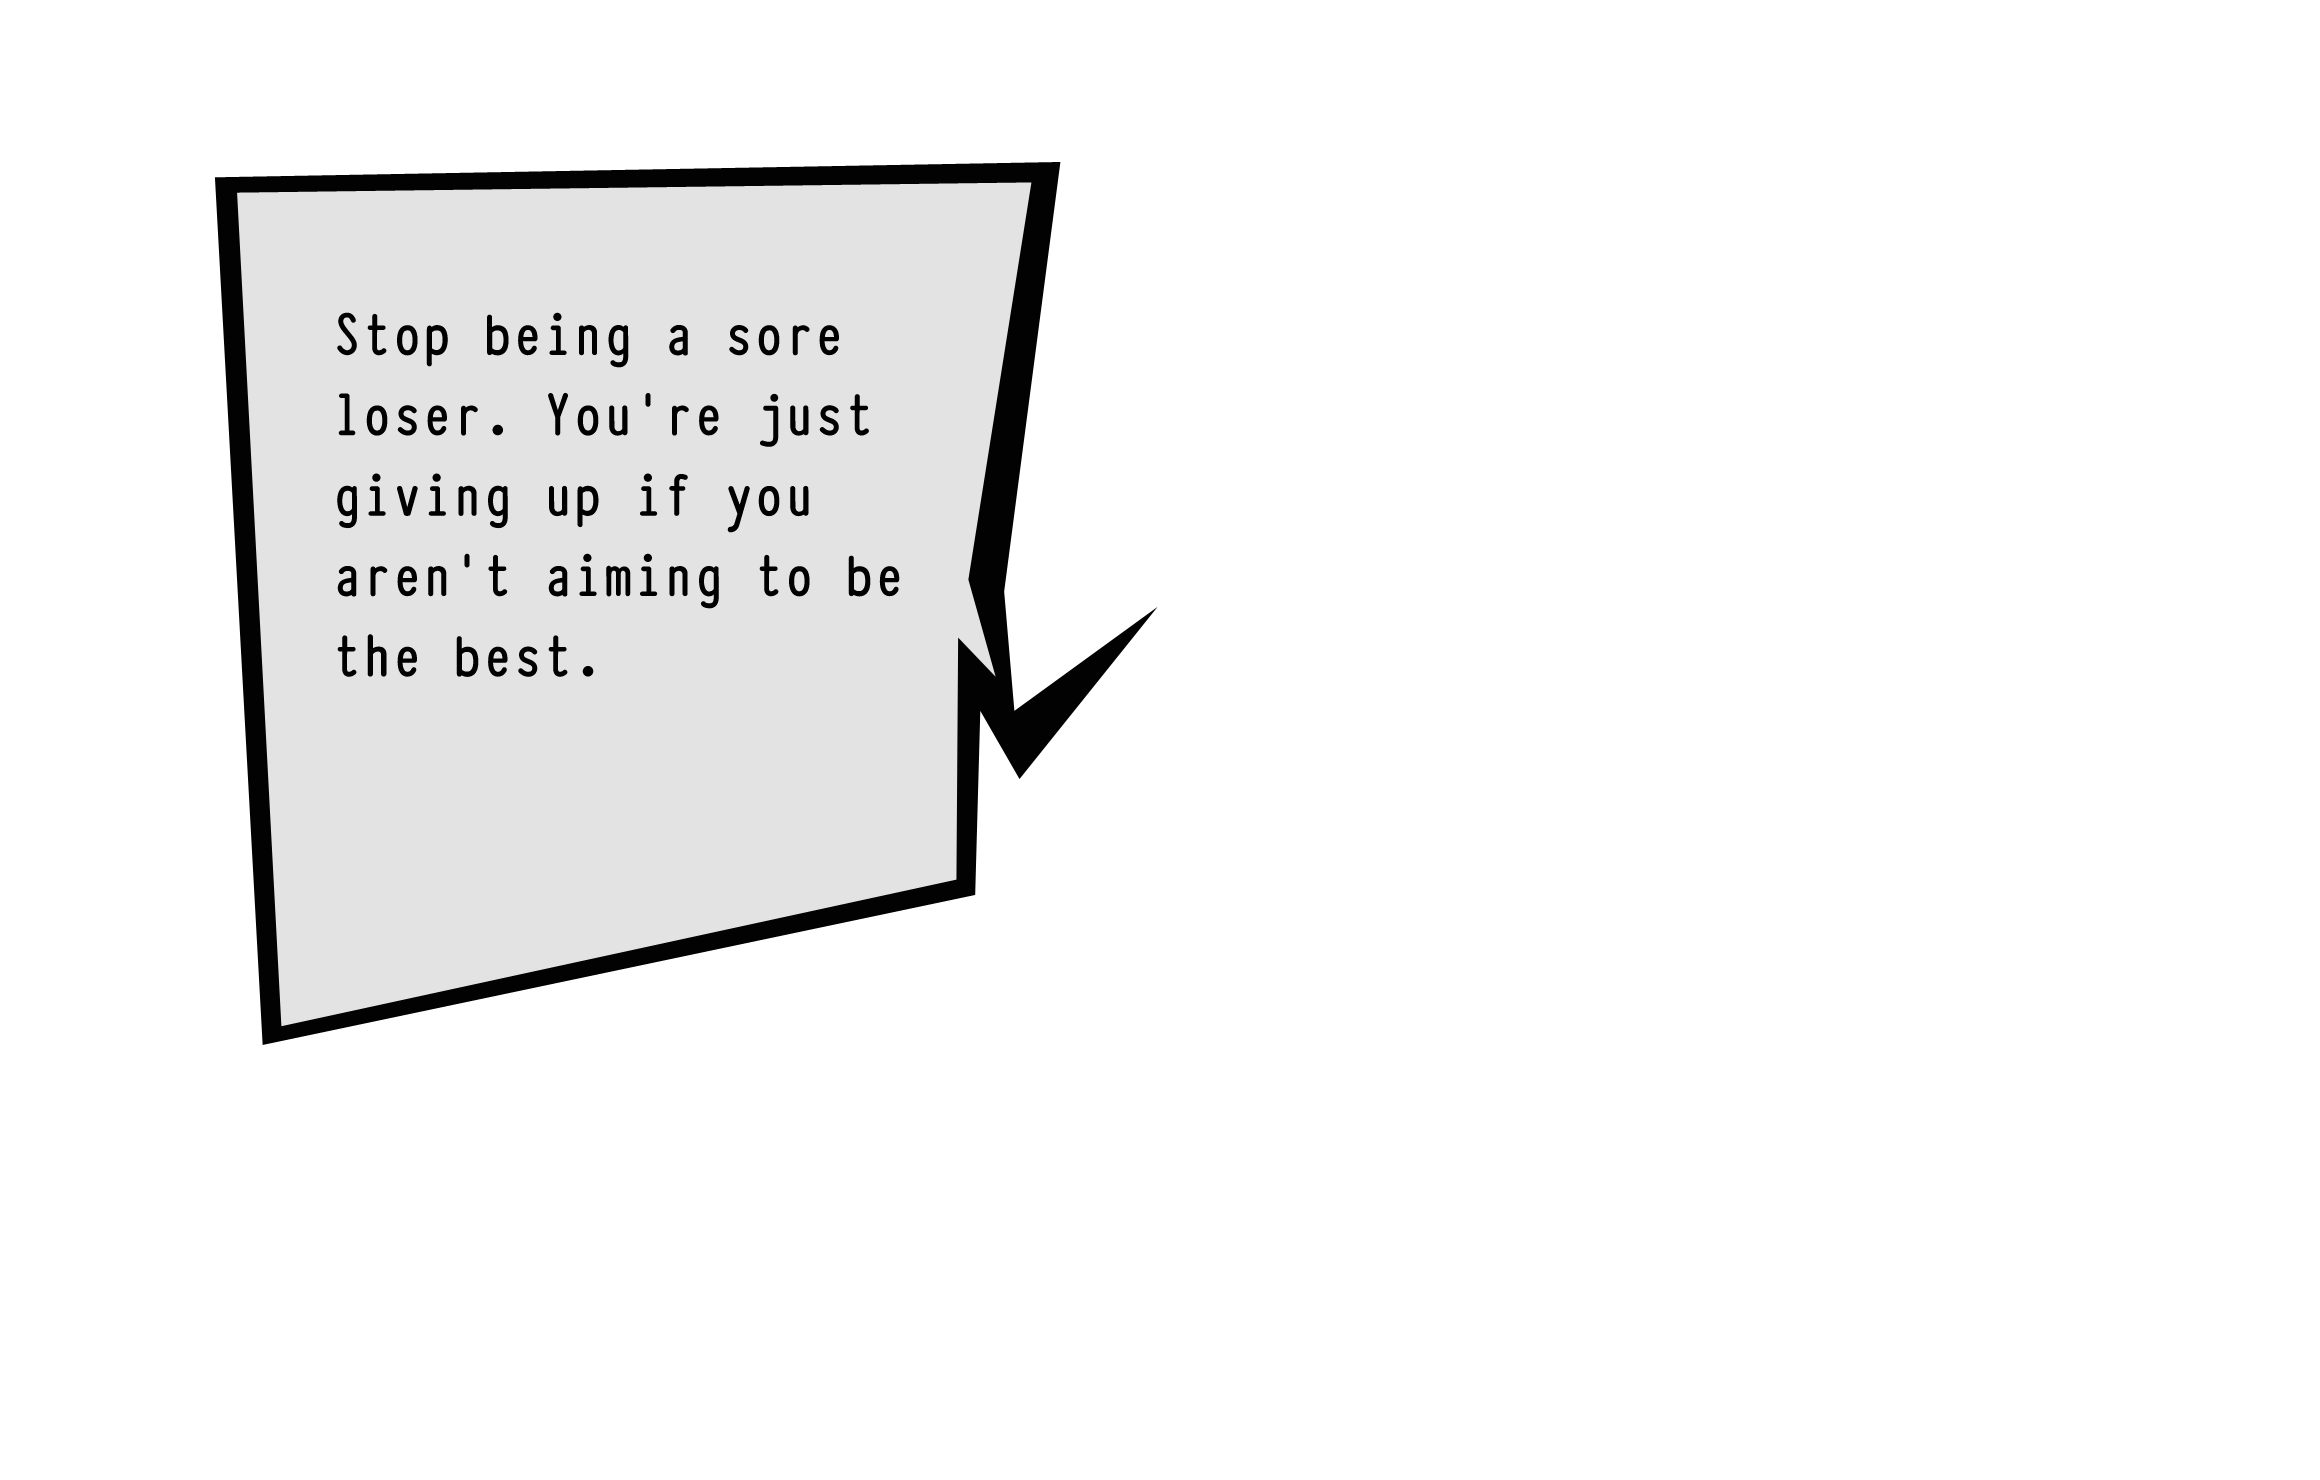 Stop being a sore
loser. You're just
giving up if you
aren't aiming to be
the best.